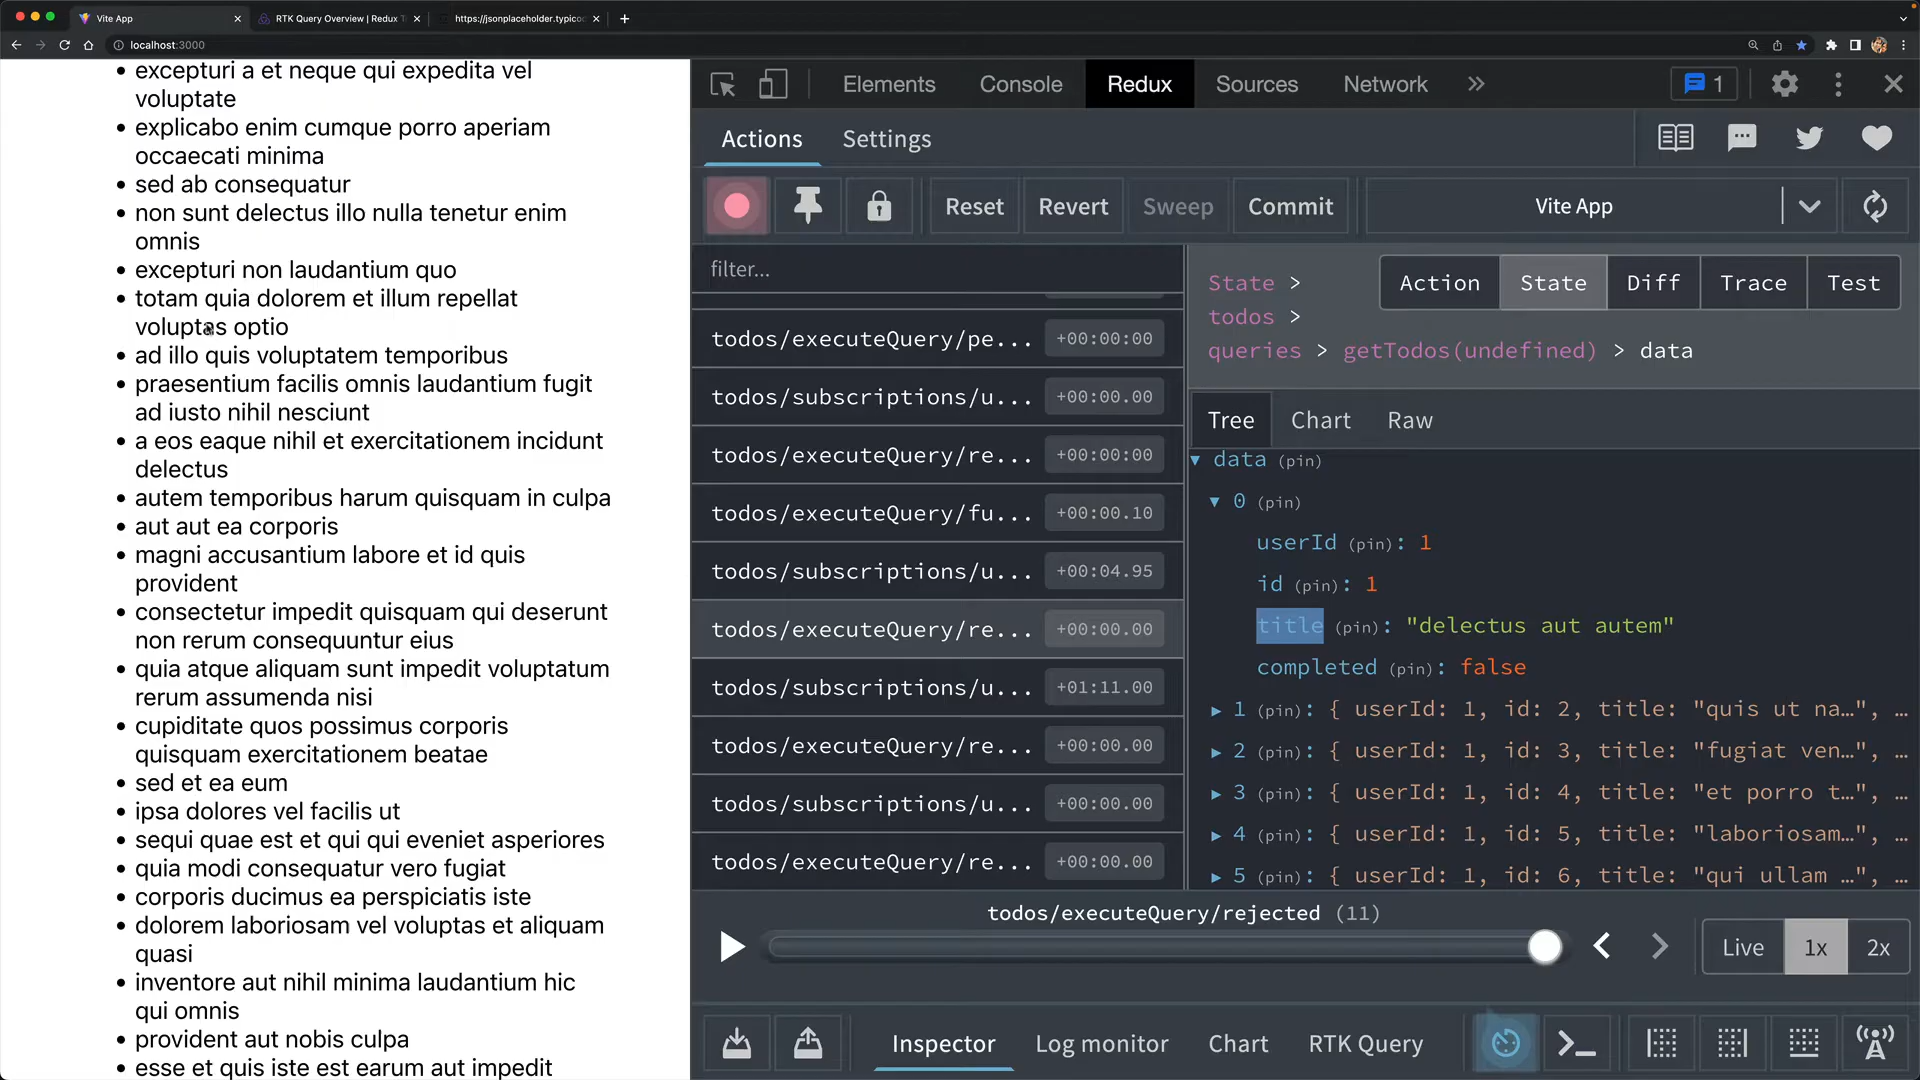 Vite App
RTK Query Overview | Redux T
https://jsonplaceholder.typico
localhost:3000
excepturi a et neque qui expedita vel
voluptate
explicabo enim cumque porro aperiam
occaecati minima
sed ab consequatur
non sunt delectus illo nulla tenetur enim
omnis
excepturi non laudantium quo
totam quia dolorem et illum repellat
voluptas optio
ad illo quis voluptatem temporibus
praesentium facilis omnis laudantium fugit
ad iusto nihil nesciunt
a eos eaque nihil et exercitationem incidunt
delectus
autem temporibus harum quisquam in culpa
aut aut ea corporis
magni accusantium labore et id quis
provident
consectetur impedit quisquam qui deserunt
non rerum consequuntur eius
quia atque aliquam sunt impedit voluptatum
rerum assumenda nisi
cupiditate quos possimus corporis
quisquam exercitationem beatae
sed et ea eum
ipsa dolores vel facilis ut
sequi quae est et qui qui eveniet asperiores
quia modi consequatur vero fugiat
corporis ducimus ea perspiciatis iste
dolorem laboriosam vel voluptas et aliquam
quasi
inventore aut nihil minima laudantium hic
qui omnis
provident aut nobis culpa
esse et quis iste est earum aut impedit
Elements Console Redux Sources Network 1
Actions Settings
Reset Revert Sweep Commit Vite App
filter...
todos/executeQuery/pe... +00:00:00
todos/subscriptions/u... +00:00.00
todos/executeQuery/re... +00:00:00
todos/executeQuery/fu... +00:00.10
todos/subscriptions/u... +00:04.95
todos/executeQuery/re... +00:00.00
todos/subscriptions/u... +01:11.00
todos/executeQuery/re... +00:00.00
todos/subscriptions/u... +00:00.00
todos/executeQuery/re... +00:00.00
State >
todos >
queries > getTodos(undefined) > data
Action State Diff Trace Test
Tree Chart Raw
data (pin)
0 (pin)
userId (pin): 1
id (pin): 1
title (pin): "delectus aut autem"
completed (pin): false
1 (pin): { userId: 1, id: 2, title: "quis ut na…", …
2 (pin): { userId: 1, id: 3, title: "fugiat ven…", …
3 (pin): { userId: 1, id: 4, title: "et porro t…", …
4 (pin): { userId: 1, id: 5, title: "laboriosam…", …
5 (pin): { userId: 1, id: 6, title: "qui ullam …", …
todos/executeQuery/rejected (11)
Live 1x 2x
Inspector Log monitor Chart RTK Query